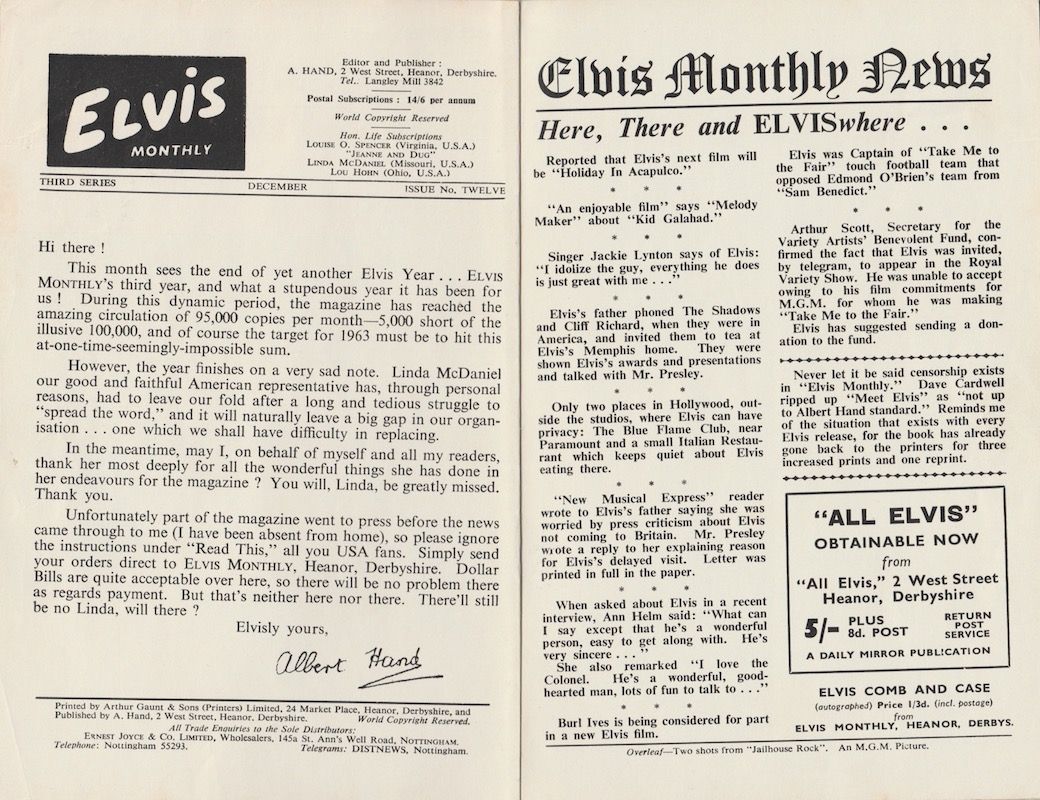 ELVIS
MONTHLY
Editor and Publisher :
A. HAND, 2 West Street, Heanor, Derbyshire.
Tel.. Langley Mill 3842
Postal Subscriptions : 14/6 per annum
World Copyright Reserved
Hon. Life Subscriptions
LOUISE O. SPENCER (Virginia, U.S.A.)
"JEANNE AND DUG"
LINDA MCDANIEL (Missouri, U.S.A.)
LOU HOHN (Ohio, U.S.A.)
THIRD SERIES DECEMBER ISSUE No. TWELVE
Hi there !
This month sees the end of yet another Elvis Year . . . ELVIS
MONTHLY'S third year, and what a stupendous year it has been for
us ! During this dynamic period, the magazine has reached the
amazing circulation of 95,000 copies per month—5,000 short of the
illusive 100,000, and of course the target for 1963 must be to hit this
at-one-time-seemingly-impossible sum.
However, the year finishes on a very sad note. Linda McDaniel
our good and faithful American representative has, through personal
reasons, had to leave our fold after a long and tedious struggle to
"spread the word," and it will naturally leave a big gap in our organ-
isation . . . one which we shall have difficulty in replacing.
In the meantime, may I, on behalf of myself and all my readers,
thank her most deeply for all the wonderful things she has done in
her endeavours for the magazine ? You will, Linda, be greatly missed.
Thank you.
Unfortunately part of the magazine went to press before the news
came through to me (I have been absent from home), so please ignore
the instructions under "Read This," all you USA fans. Simply send
your orders direct to ELVIS MONTHLY, Heanor, Derbyshire. Dollar
Bills are quite acceptable over here, so there will be no problem there
as regards payment. But that's neither here nor there. There'll still
be no Linda, will there ?
Elvisly yours,
Albert Hand
Printed by Arthur Gaunt & Sons (Printers) Limited, 24 Market Place, Heanor, Derbyshire, and
Published by A. Hand, 2 West Street, Heanor, Derbyshire. World Copyright Reserved.
All Trade Enquiries to the Sole Distributors:
ERNEST JOYCE & CO. LIMITED, Wholesalers, 145a St. Ann's Well Road, NOTTINGHAM.
Telephone: Nottingham 55293. Telegrams: DISTNEWS, Nottingham.
Elvis Monthly News
Here, There and ELVISwhere . . .
Reported that Elvis's next film will
be "Holiday In Acapulco."
* * *
"An enjoyable film" says "Melody
Maker" about "Kid Galahad."
* * *
Singer Jackie Lynton says of Elvis:
"I idolize the guy, everything he does
is just great with me . . ."
* * *
Elvis's father phoned The Shadows
and Cliff Richard, when they were in
America, and invited them to tea at
Elvis's Memphis home. They were
shown Elvis's awards and presentations
and talked with Mr. Presley.
* * *
Only two places in Hollywood, out-
side the studios, where Elvis can have
privacy: The Blue Flame Club, near
Paramount and a small Italian Restau-
rant which keeps quiet about Elvis
eating there.
* * *
"New Musical Express" reader
wrote to Elvis's father saying she was
worried by press criticism about Elvis
not coming to Britain. Mr. Presley
wrote a reply to her explaining reason
for Elvis's delayed visit. Letter was
printed in full in the paper.
* * *
When asked about Elvis in a recent
interview, Ann Helm said: "What can
I say except that he's a wonderful
person, easy to get along with. He's
very sincere . . . "
She also remarked "I love the
Colonel. He's a wonderful, good-
hearted man, lots of fun to talk to . . ."
* * *
Burl Ives is being considered for part
in a new Elvis film.
Elvis was Captain of "Take Me to
the Fair" touch football team that
opposed Edmond O'Brien's team from
"Sam Benedict."
* * *
Arthur Scott, Secretary for the
Variety Artists' Benevolent Fund, con-
firmed the fact that Elvis was invited,
by telegram, to appear in the Royal
Variety Show. He was unable to accept
owing to his film commitments for
M.G.M. for whom he was making
"Take Me to the Fair."
Elvis has suggested sending a don-
ation to the fund.
Never let it be said censorship exists
in "Elvis Monthly." Dave Cardwell
ripped up "Meet Elvis" as "not up
to Albert Hand standard." Reminds me
of the situation that exists with every
Elvis release, for the book has already
gone back to the printers for three
increased prints and one reprint.
"ALL ELVIS"
OBTAINABLE NOW
from
"All Elvis," 2 West Street
Heanor, Derbyshire
5/- PLUS 8d. POST RETURN POST SERVICE
A DAILY MIRROR PUBLICATION
ELVIS COMB AND CASE
(autographed) Price 1/3d. (incl. postage)
from
ELVIS MONTHLY, HEANOR, DERBYS.
Overleaf—Two shots from "Jailhouse Rock". An M.G.M. Picture.